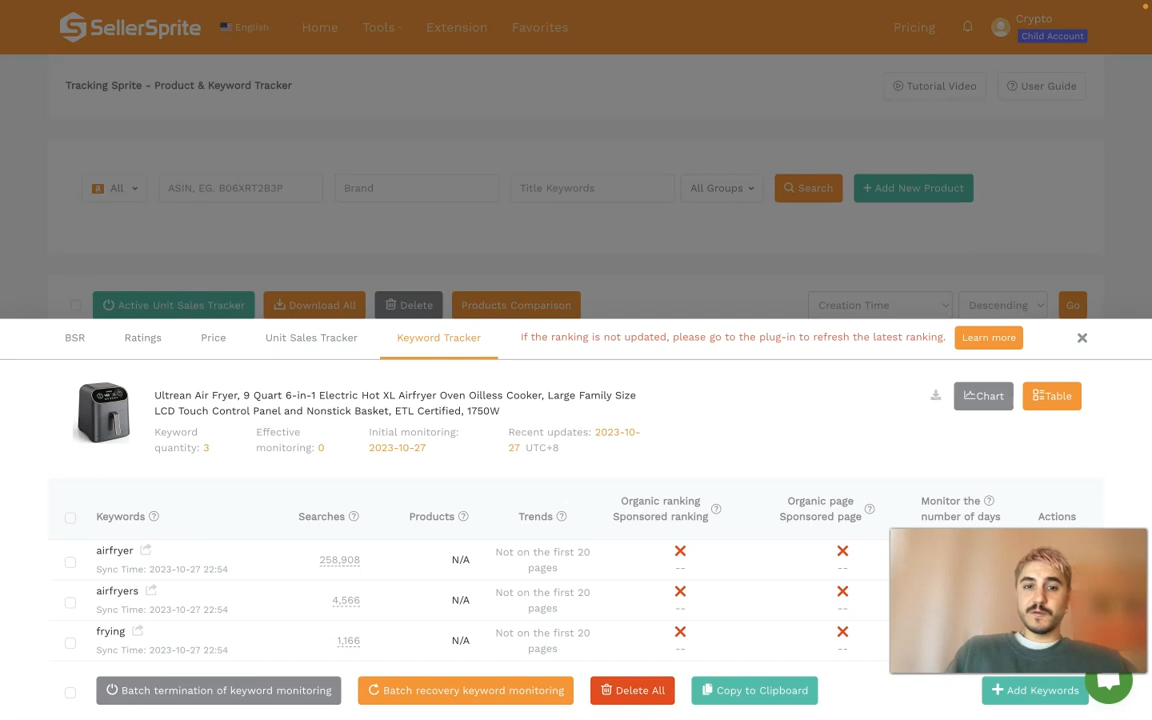 SellerSprite
English
Home
Tools
Extension
Favorites
Pricing
Crypto
Child Account
Tracking Sprite - Product & Keyword Tracker
Tutorial Video
User Guide
All
ASIN, EG. B06XRT2B3P
Brand
Title Keywords
All Groups
Search
+ Add New Product
Active Unit Sales Tracker
Download All
Delete
Products Comparison
Creation Time
Descending
Go
BSR
Ratings
Price
Unit Sales Tracker
Keyword Tracker
If the ranking is not updated, please go to the plug-in to refresh the latest ranking.
Learn more
Ultrean Air Fryer, 9 Quart 6-in-1 Electric Hot XL Airfryer Oven Oilless Cooker, Large Family Size
LCD Touch Control Panel and Nonstick Basket, ETL Certified, 1750W
Keyword
quantity: 3
Effective
monitoring: 0
Initial monitoring:
2023-10-27
Recent updates: 2023-10-
27 UTC+8
Chart
Table
Keywords
Searches
Products
Trends
Organic ranking
Sponsored ranking
Organic page
Sponsored page
Monitor the
number of days
Actions
airfryer
Sync Time: 2023-10-27 22:54
258,908
N/A
Not on the first 20
pages
--
--
airfryers
Sync Time: 2023-10-27 22:54
4,566
N/A
Not on the first 20
pages
--
--
frying
Sync Time: 2023-10-27 22:54
1,166
N/A
Not on the first 20
pages
--
--
Batch termination of keyword monitoring
Batch recovery keyword monitoring
Delete All
Copy to Clipboard
+ Add Keywords